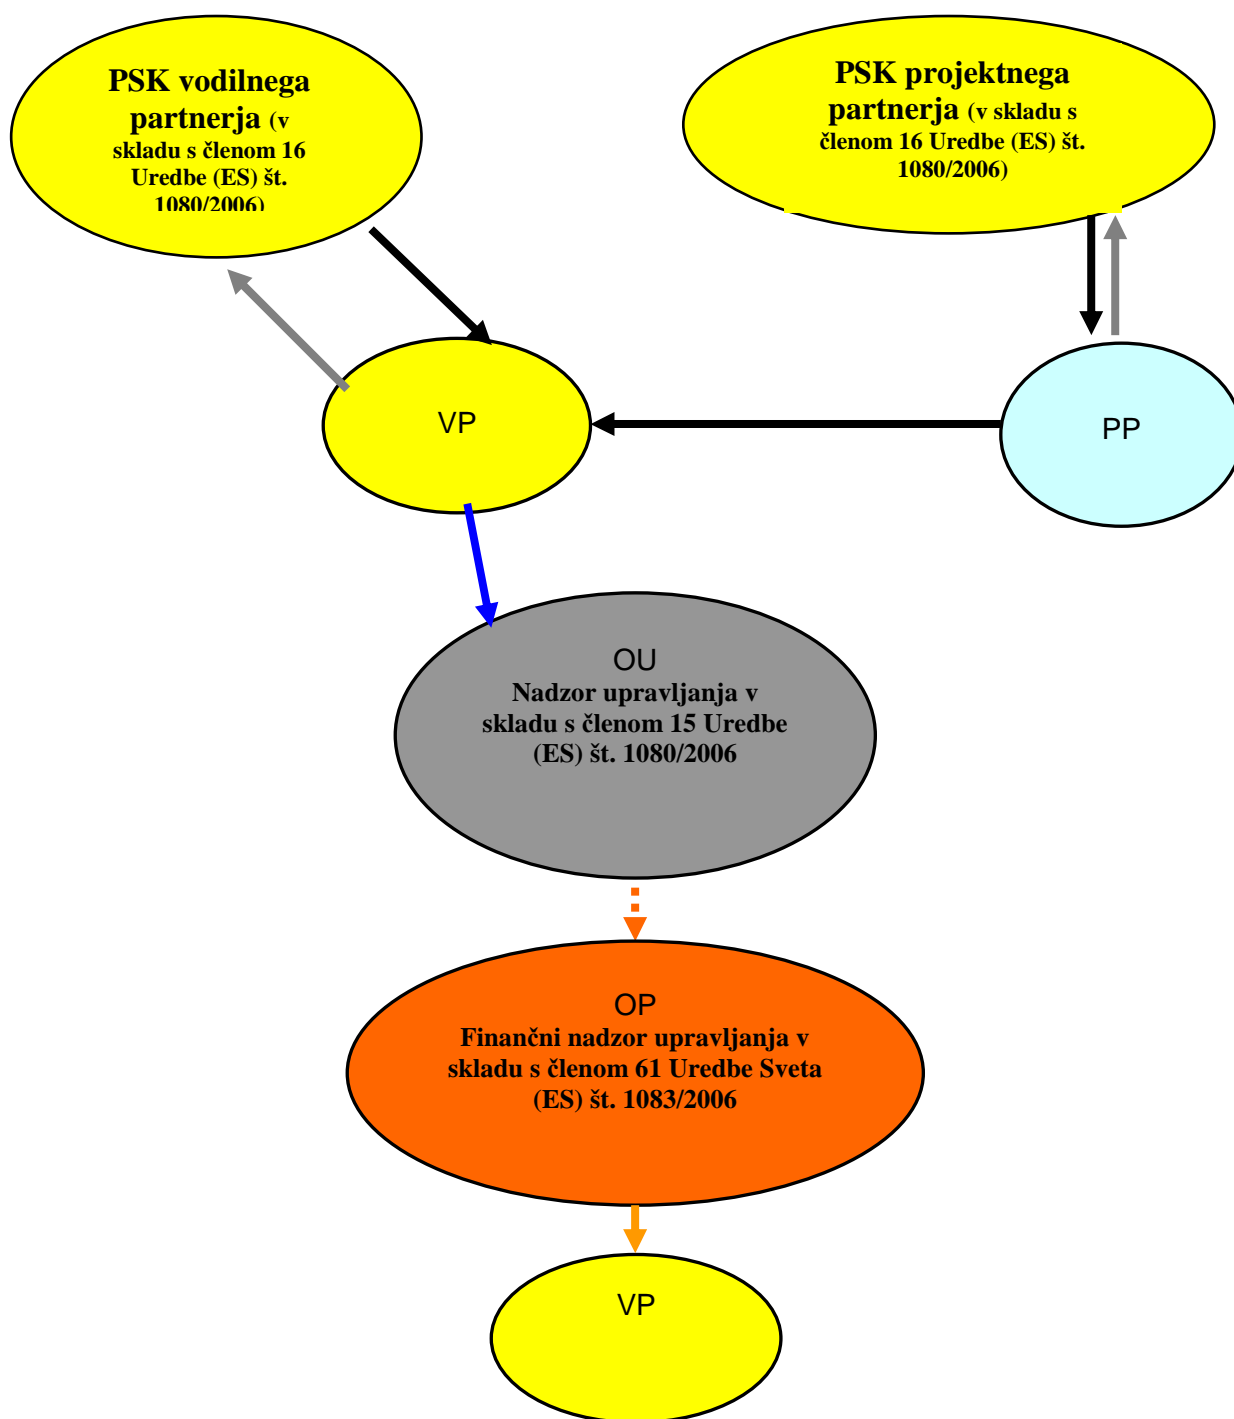 PSK vodilnega
partnerja (v
skladu s členom 16
Uredbe (ES) št.
1080/2006)
PSK projektnega
partnerja (v skladu s
členom 16 Uredbe (ES) št.
1080/2006)
VP
PP
OU
Nadzor upravljanja v
skladu s členom 15 Uredbe
(ES) št. 1080/2006
OP
Finančni nadzor upravljanja v
skladu s členom 61 Uredbe Sveta
(ES) št. 1083/2006
VP